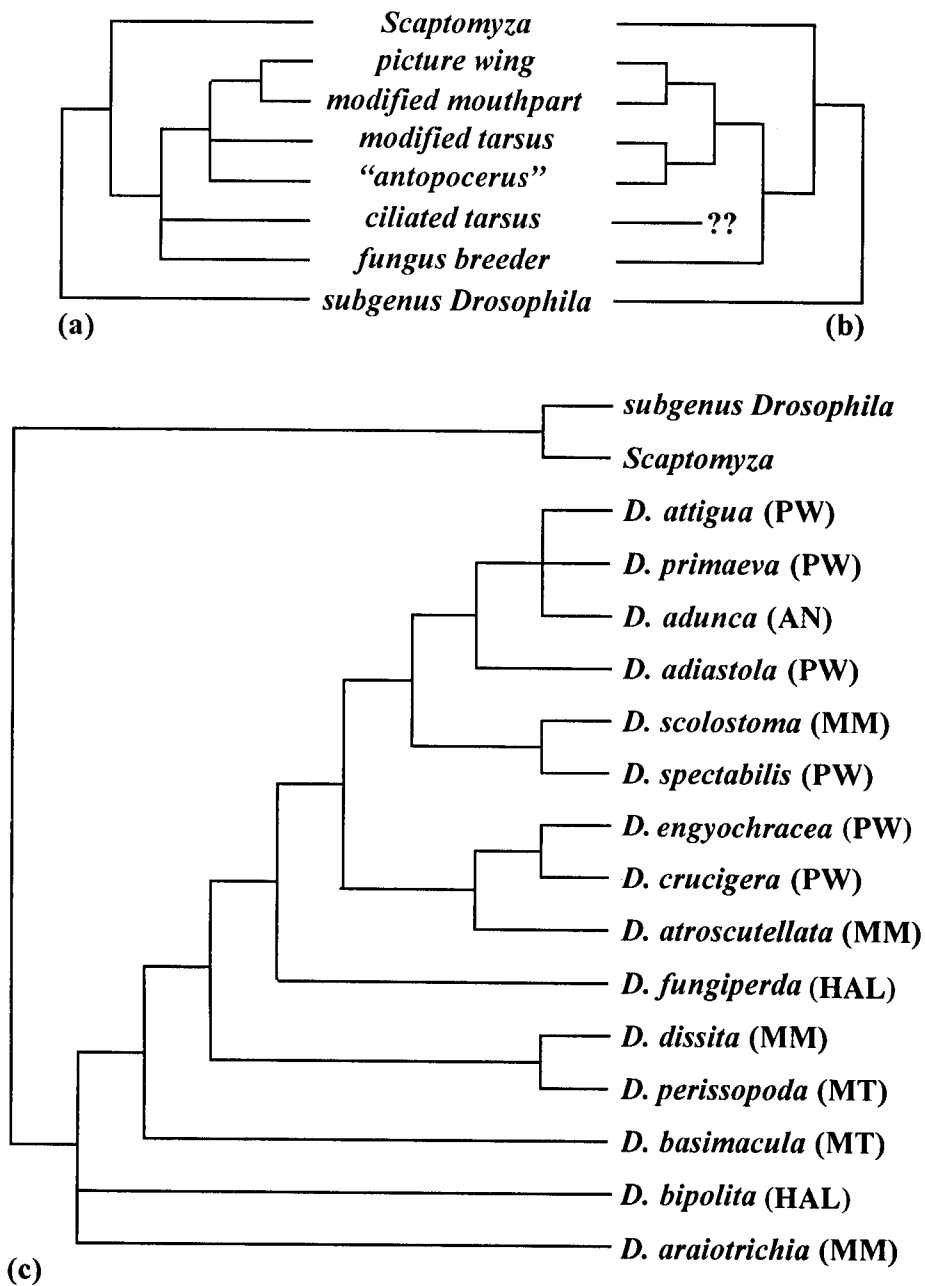 Scaptomyza
picture wing
modified mouthpart
modified tarsus
“antopocerus”
ciliated tarsus ??
fungus breeder
subgenus Drosophila
(a) (b)
subgenus Drosophila
Scaptomyza
D. attigua (PW)
D. primaeva (PW)
D. adunca (AN)
D. adiastola (PW)
D. scolostoma (MM)
D. spectabilis (PW)
D. engyochracea (PW)
D. crucigera (PW)
D. atroscutellata (MM)
D. fungiperda (HAL)
D. dissita (MM)
D. perissopoda (MT)
D. basimacula (MT)
D. bipolita (HAL)
D. araiotrichia (MM)
(c)